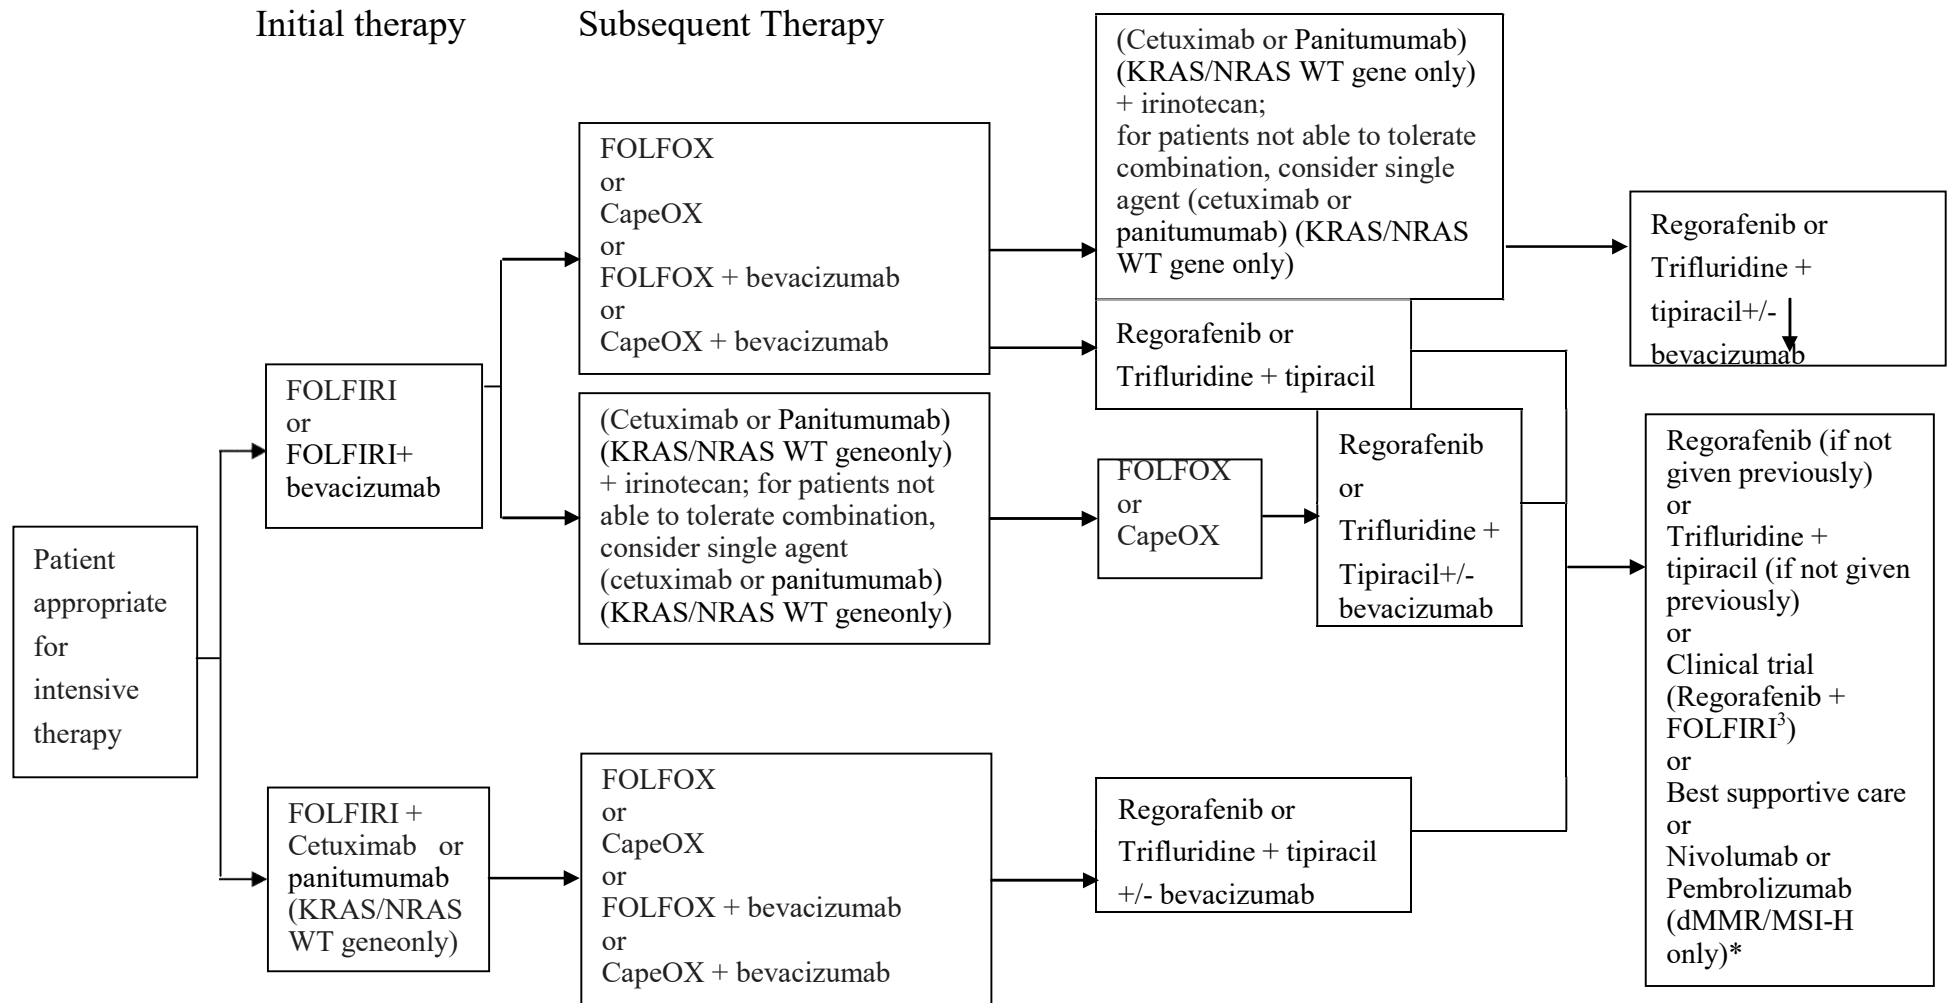 Initial therapy
Subsequent Therapy
Patient
appropriate
for
intensive
therapy
FOLFIRI
or
FOLFIRI+
bevacizumab
FOLFIRI +
Cetuximab or
panitumumab
(KRAS/NRAS
WT geneonly)
FOLFOX
or
CapeOX
or
FOLFOX + bevacizumab
or
CapeOX + bevacizumab
(Cetuximab or Panitumumab)
(KRAS/NRAS WT geneonly)
+ irinotecan; for patients not
able to tolerate combination,
consider single agent
(cetuximab or panitumumab)
(KRAS/NRAS WT geneonly)
FOLFOX
or
CapeOX
or
FOLFOX + bevacizumab
or
CapeOX + bevacizumab
(Cetuximab or Panitumumab)
(KRAS/NRAS WT gene only)
+ irinotecan;
for patients not able to tolerate
combination, consider single
agent (cetuximab or
panitumumab) (KRAS/NRAS
WT gene only)
Regorafenib or
Trifluridine + tipiracil
FOLFOX
or
CapeOX
Regorafenib
or
Trifluridine +
Tipiracil+/-
bevacizumab
Regorafenib or
Trifluridine + tipiracil
+/- bevacizumab
Regorafenib or
Trifluridine +
tipiracil+/-
bevacizumab
Regorafenib (if not
given previously)
or
Trifluridine +
tipiracil (if not given
previously)
or
Clinical trial
(Regorafenib +
FOLFIRI³)
or
Best supportive care
or
Nivolumab or
Pembrolizumab
(dMMR/MSI-H
only)*